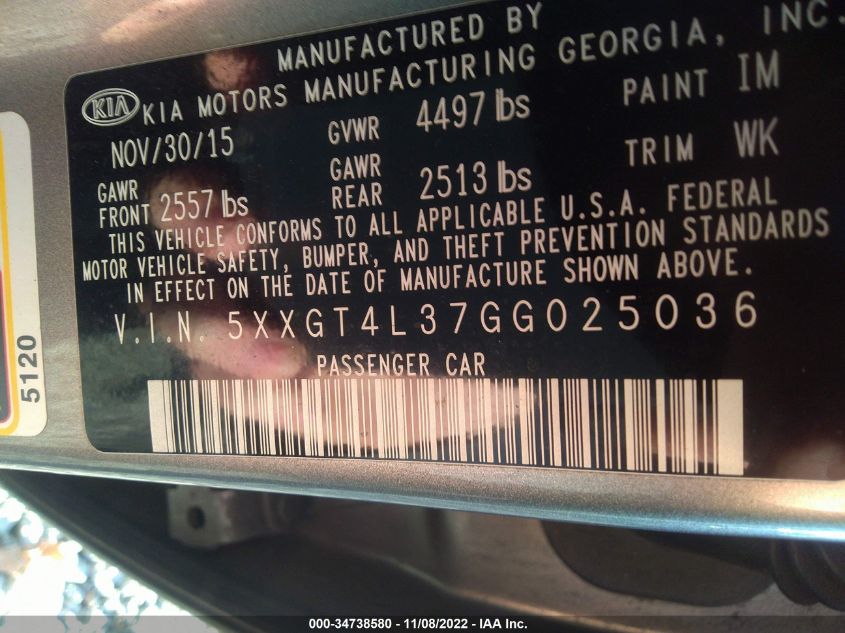 MANUFACTURED BY
KIA KIA MOTORS MANUFACTURING GEORGIA, INC.
NOV/30/15 GVWR 4497 lbs PAINT IM
GAWR FRONT 2557 lbs GAWR REAR 2513 lbs TRIM WK
THIS VEHICLE CONFORMS TO ALL APPLICABLE U.S.A. FEDERAL
MOTOR VEHICLE SAFETY, BUMPER, AND THEFT PREVENTION STANDARDS
IN EFFECT ON THE DATE OF MANUFACTURE SHOWN ABOVE.
V.I.N. 5XXGT4L37GG025036
PASSENGER CAR
5120
000-34738580 - 11/08/2022 - IAA Inc.